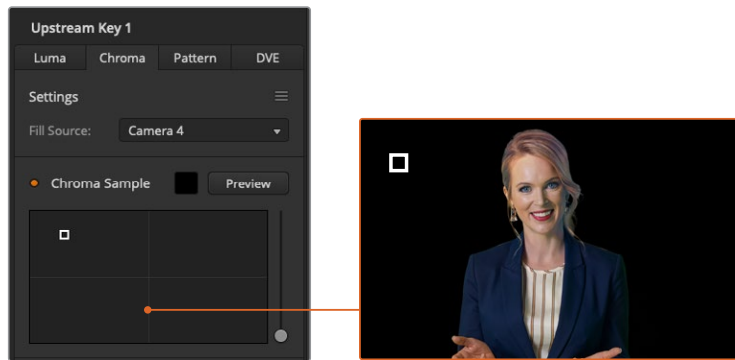 Upstream Key 1
Luma Chroma Pattern DVE
Settings
Fill Source: Camera 4
Chroma Sample Preview